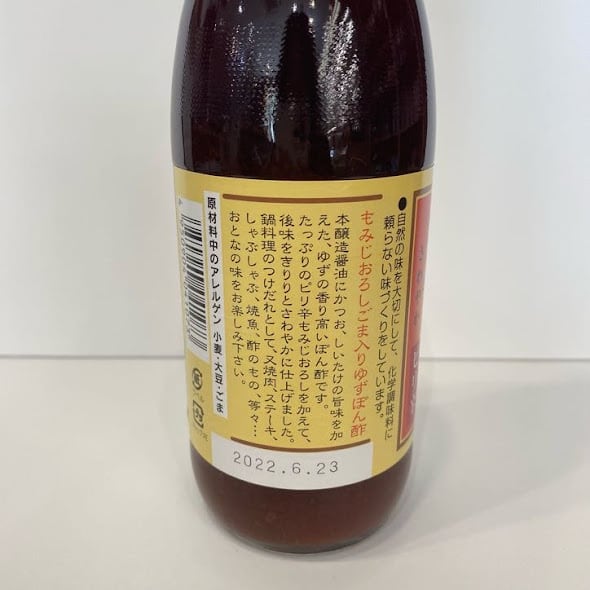 ●自然の味を大切にして、化学調味料に
頼らない味づくりをしています。
もみじおろしごま入りゆずぽん酢
本醸造醤油にかつお、しいたけの旨味を加
えた、ゆずの香り高いぽん酢です。
たっぷりのピリ辛もみじおろしを加えて、
後味をきりりとさわやかに仕上げました。
鍋料理のつけだれとして、又焼肉、ステーキ、
しゃぶしゃぶ、焼魚、酢のもの、等々…
おとなの味をお楽しみ下さい。
原材料中のアレルゲン 小麦・大豆・ごま
2022.6.23